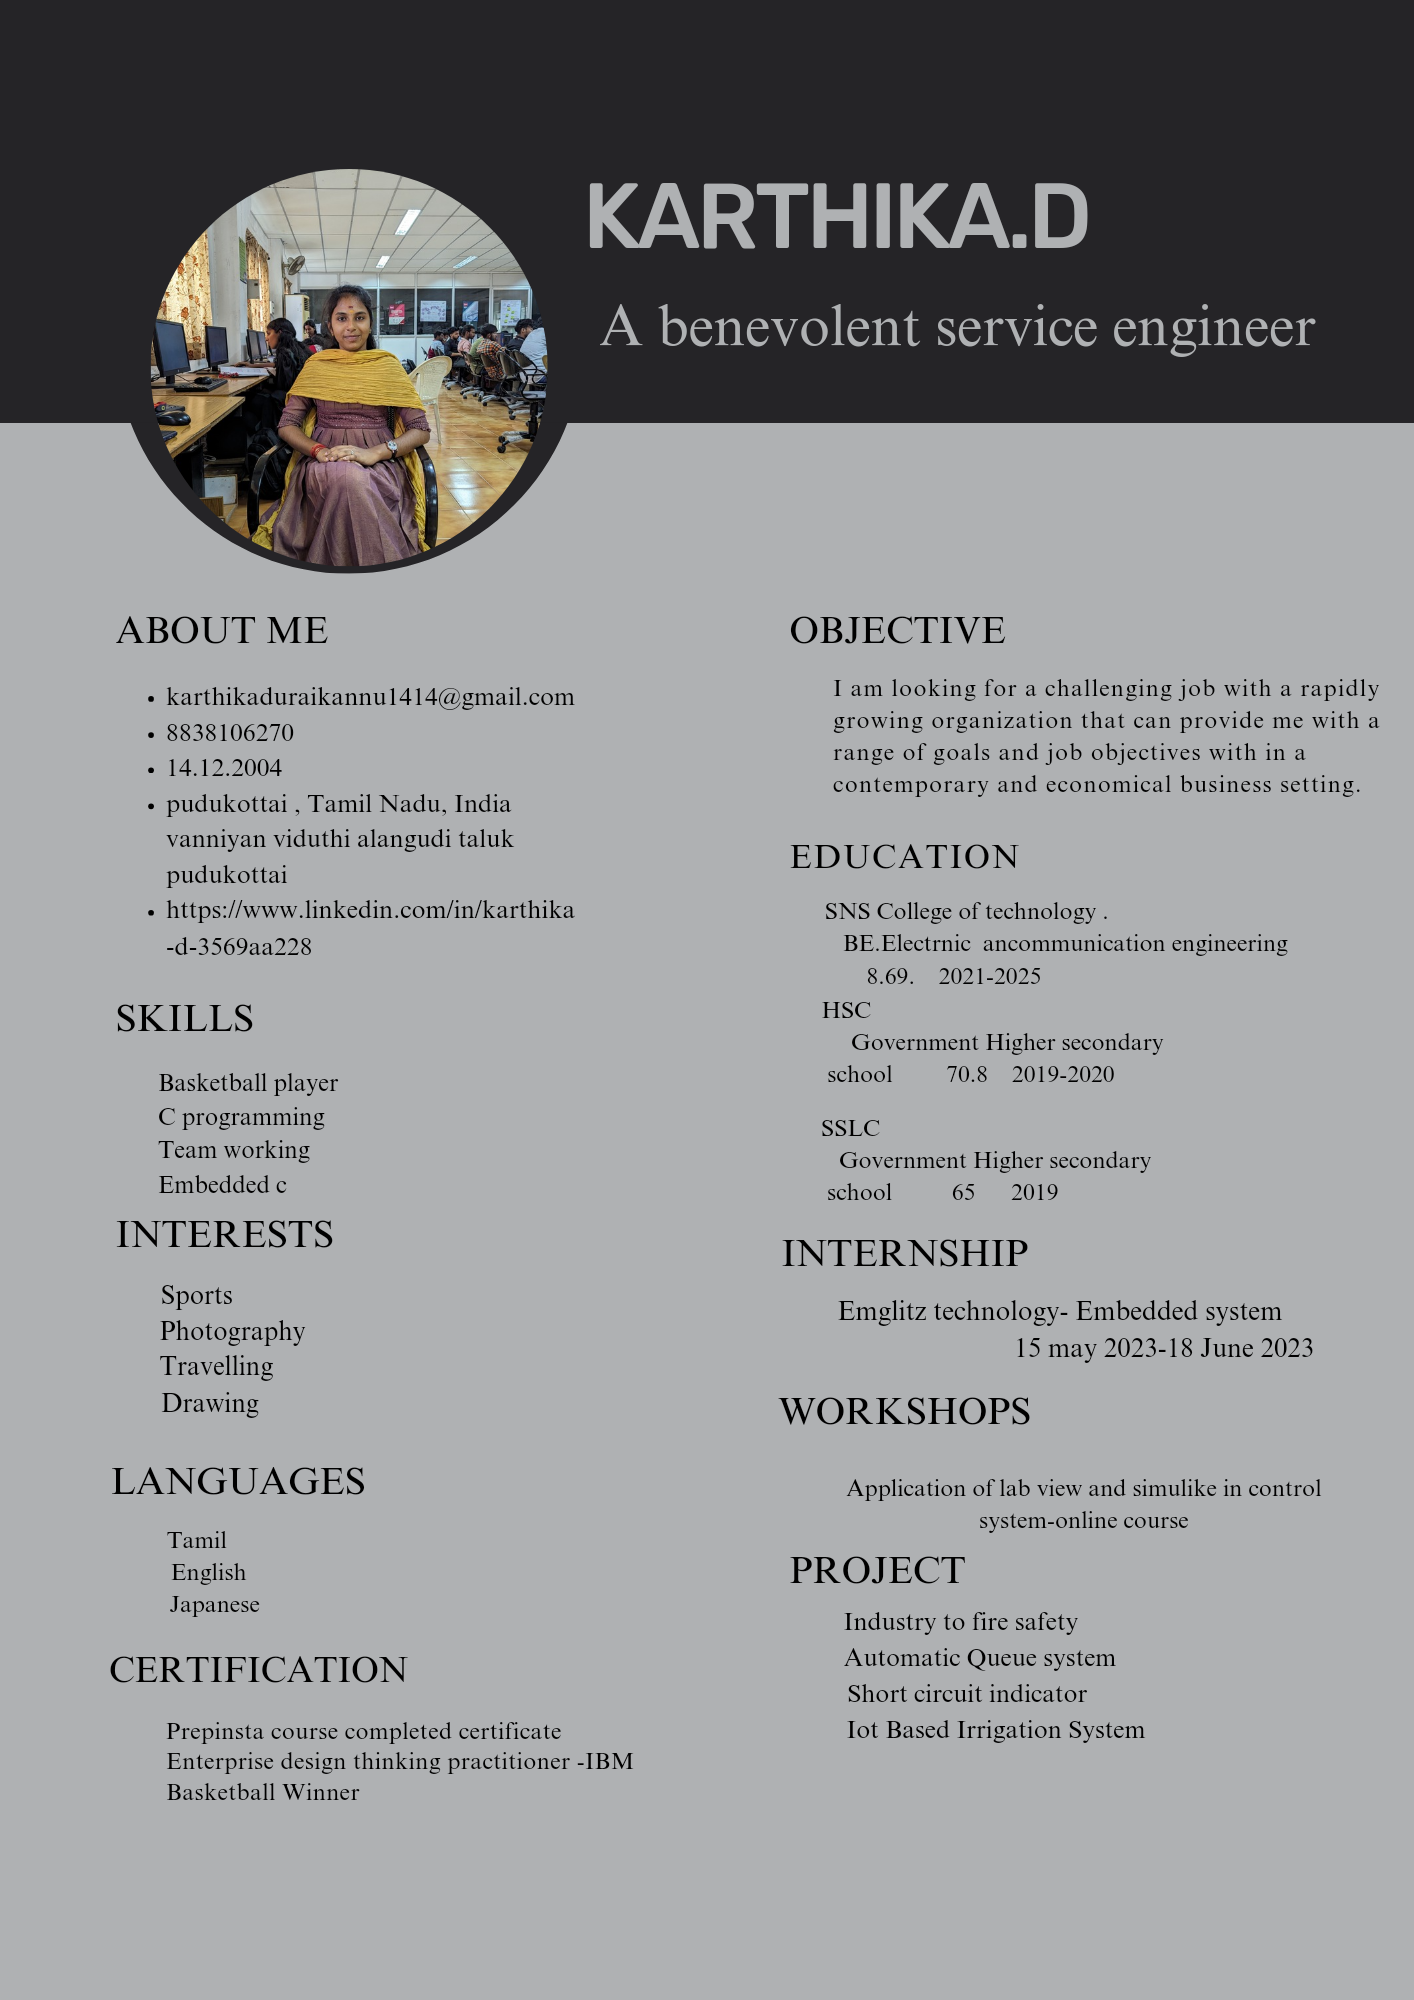 KARTHIKA.D
A benevolent service engineer
ABOUT ME
• karthikaduraikannu1414@gmail.com
• 8838106270
• 14.12.2004
• pudukottai , Tamil Nadu, India
vanniyan viduthi alangudi taluk
pudukottai
• https://www.linkedin.com/in/karthika
-d-3569aa228
SKILLS
Basketball player
C programming
Team working
Embedded c
INTERESTS
Sports
Photography
Travelling
Drawing
LANGUAGES
Tamil
English
Japanese
CERTIFICATION
Prepinsta course completed certificate
Enterprise design thinking practitioner -IBM
Basketball Winner
OBJECTIVE
I am looking for a challenging job with a rapidly
growing organization that can provide me with a
range of goals and job objectives with in a
contemporary and economical business setting.
EDUCATION
SNS College of technology .
BE.Electrnic ancommunication engineering
8.69. 2021-2025
HSC
Government Higher secondary
school 70.8 2019-2020
SSLC
Government Higher secondary
school 65 2019
INTERNSHIP
Emglitz technology- Embedded system
15 may 2023-18 June 2023
WORKSHOPS
Application of lab view and simulike in control
system-online course
PROJECT
Industry to fire safety
Automatic Queue system
Short circuit indicator
Iot Based Irrigation System